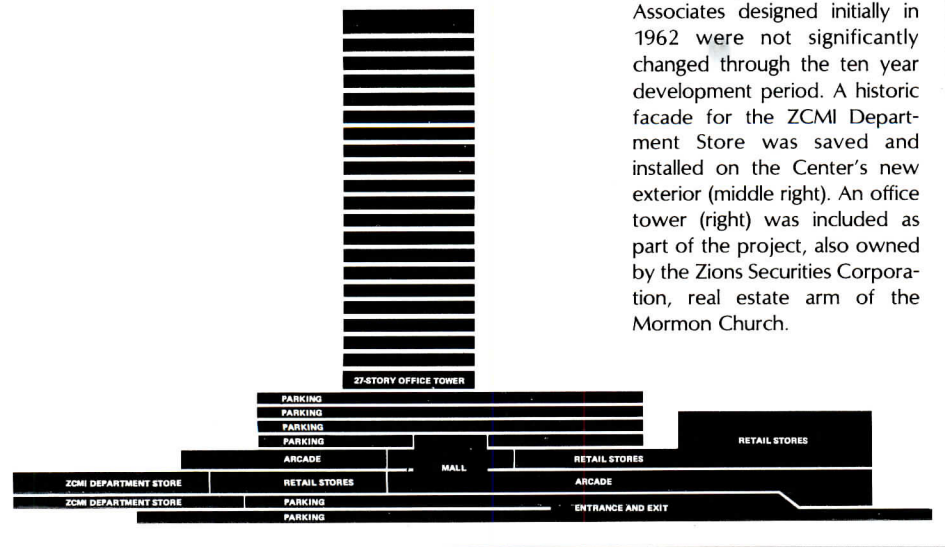 Associates designed initially in
1962 were not significantly
changed through the ten year
development period. A historic
facade for the ZCMI Depart-
ment Store was saved and
installed on the Center's new
exterior (middle right). An office
tower (right) was included as
part of the project, also owned
by the Zions Securities Corpora-
tion, real estate arm of the
Mormon Church.
27-STORY OFFICE TOWER
PARKING
PARKING
PARKING
PARKING
RETAIL STORES
ARCADE
MALL
RETAIL STORES
ZCMI DEPARTMENT STORE
RETAIL STORES
ARCADE
ZCMI DEPARTMENT STORE
PARKING
ENTRANCE AND EXIT
PARKING